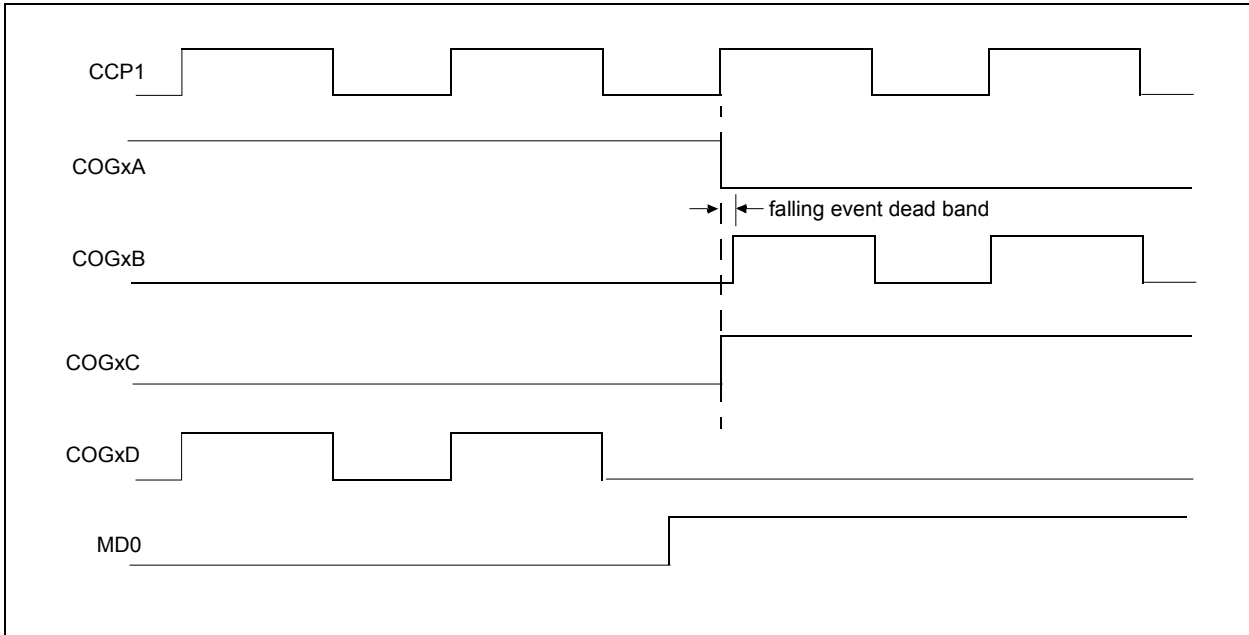 CCP1
COGxA
falling event dead band
COGxB
COGxC
COGxD
MD0